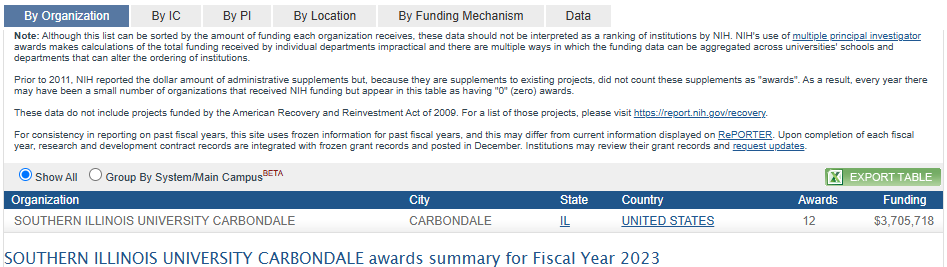 By Organization By IC By PI By Location By Funding Mechanism Data
Note: Although this list can be sorted by the amount of funding each organization receives, these data should not be interpreted as a ranking of institutions by NIH. NIH's use of multiple principal investigator
awards makes calculations of the total funding received by individual departments impractical and there are multiple ways in which the funding data can be aggregated across universities' schools and
departments that can alter the ordering of institutions.
Prior to 2011, NIH reported the dollar amount of administrative supplements but, because they are supplements to existing projects, did not count these supplements as "awards". As a result, every year there
may have been a small number of organizations that received NIH funding but appear in this table as having "0" (zero) awards.
These data do not include projects funded by the American Recovery and Reinvestment Act of 2009. For a list of those projects, please visit https://report.nih.gov/recovery.
For consistency in reporting on past fiscal years, this site uses frozen information for past fiscal years, and this may differ from current information displayed on RePORTER. Upon completion of each fiscal
year, research and development contract records are integrated with frozen grant records and posted in December. Institutions may review their grant records and request updates.
Show All Group By System/Main Campus BETA EXPORT TABLE
Organization City State Country Awards Funding
SOUTHERN ILLINOIS UNIVERSITY CARBONDALE CARBONDALE IL UNITED STATES 12 $3,705,718
SOUTHERN ILLINOIS UNIVERSITY CARBONDALE awards summary for Fiscal Year 2023